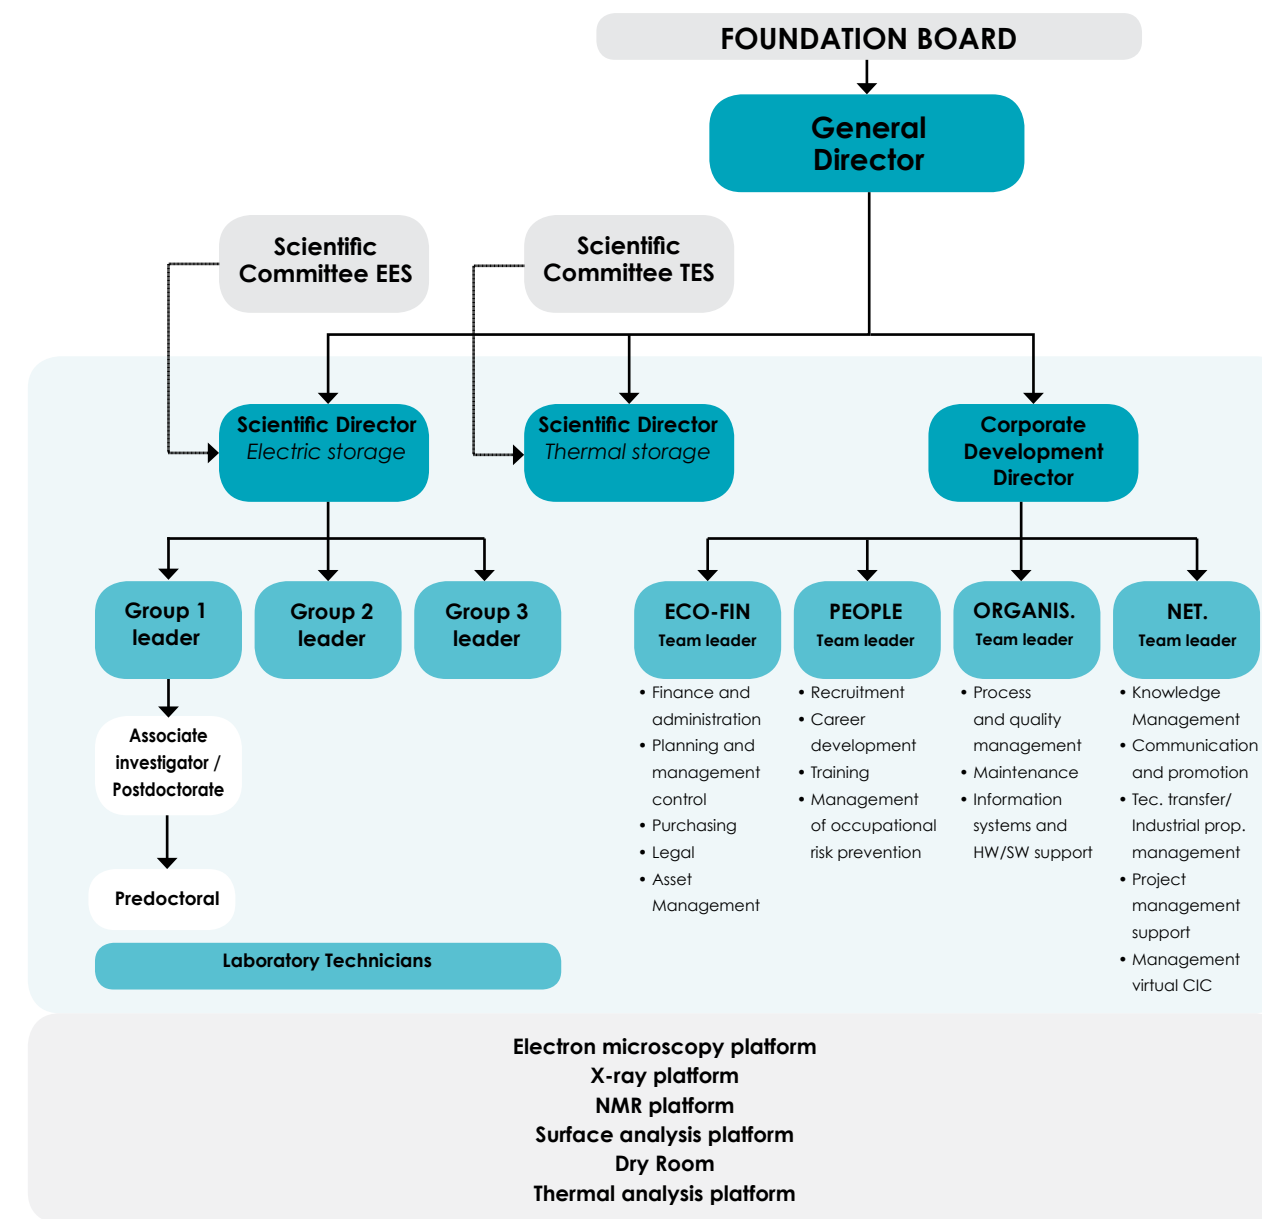 FOUNDATION BOARD
General
Director
Scientific
Committee EES
Scientific
Committee TES
Scientific Director
Electric storage
Scientific Director
Thermal storage
Corporate
Development
Director
Group 1
leader
Group 2
leader
Group 3
leader
ECO-FIN
Team leader
PEOPLE
Team leader
ORGANIS.
Team leader
NET.
Team leader
Associate
investigator /
Postdoctorate
Predoctoral
Laboratory Technicians
• Finance and
administration
• Planning and
management
control
• Purchasing
• Legal
• Asset
Management
• Recruitment
• Career
development
• Training
• Management
of occupational
risk prevention
• Process
and quality
management
• Maintenance
• Information
systems and
HW/SW support
• Knowledge
Management
• Communication
and promotion
• Tec. transfer/
Industrial prop.
management
• Project
management
support
• Management
virtual CIC
Electron microscopy platform
X-ray platform
NMR platform
Surface analysis platform
Dry Room
Thermal analysis platform